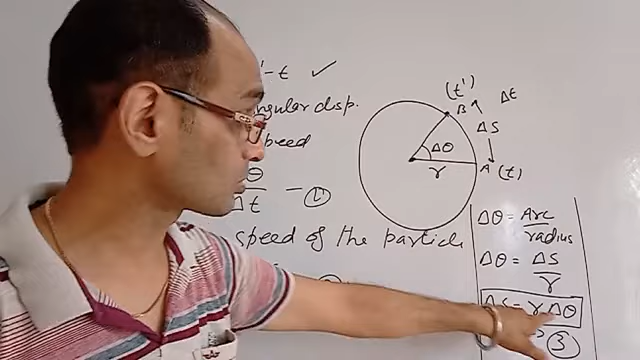 '-t ✓
ngular disp.
speed
θ
Δt - ①
speed of the particle
(t')
B
Δt
ΔS
Δθ
r
A (t)
Δθ = Arc
radius
Δθ = ΔS
r
ΔS = r Δθ
③